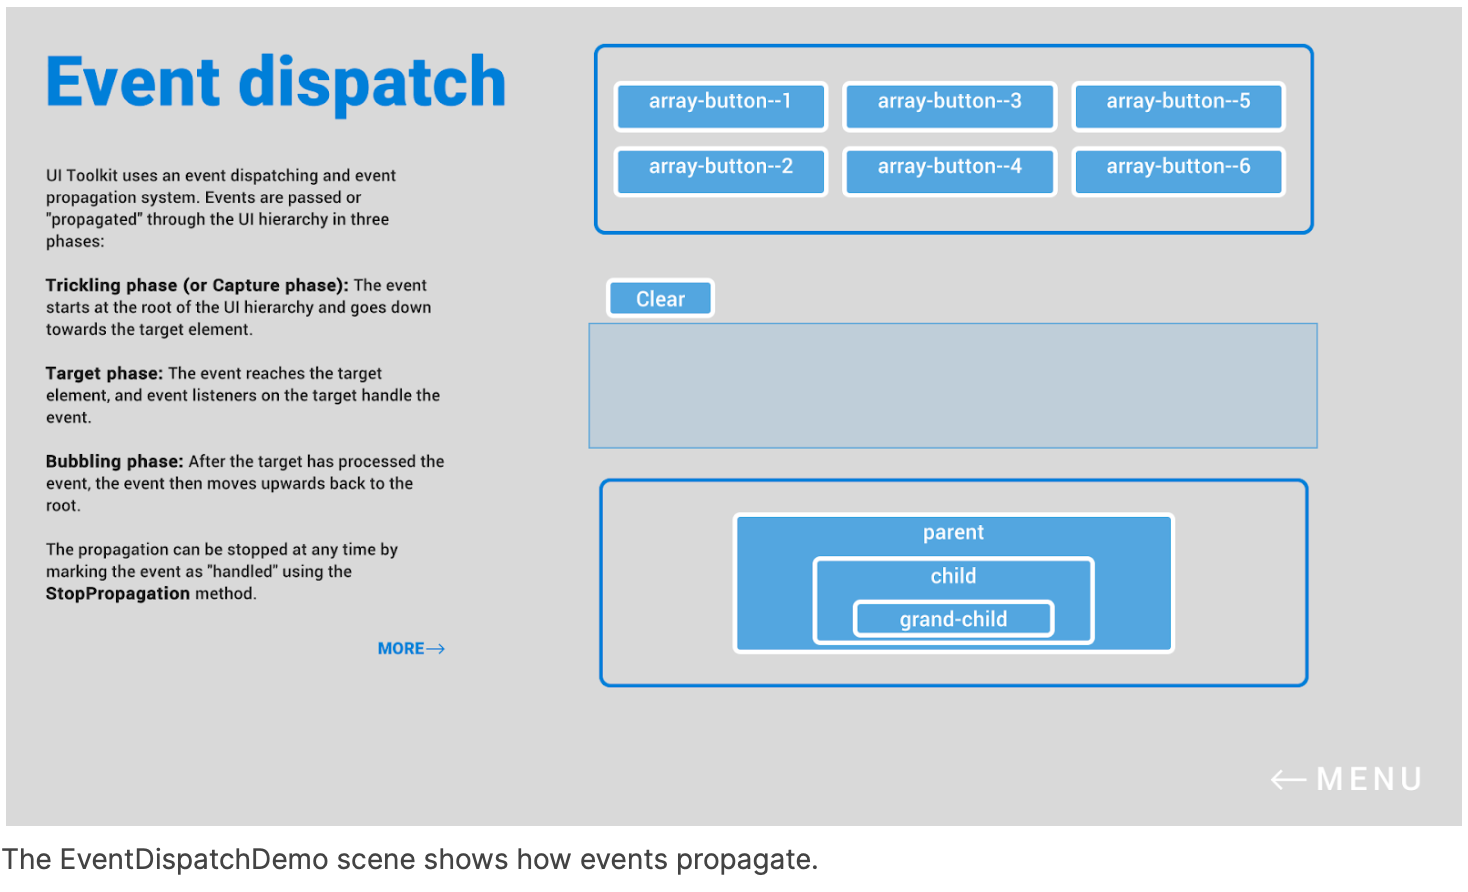 Event dispatch
UI Toolkit uses an event dispatching and event
propagation system. Events are passed or
"propagated" through the UI hierarchy in three
phases:
Trickling phase (or Capture phase): The event
starts at the root of the UI hierarchy and goes down
towards the target element.
Target phase: The event reaches the target
element, and event listeners on the target handle the
event.
Bubbling phase: After the target has processed the
event, the event then moves upwards back to the
root.
The propagation can be stopped at any time by
marking the event as "handled" using the
StopPropagation method.
MORE→
array-button--1 array-button--3 array-button--5
array-button--2 array-button--4 array-button--6
Clear
parent
child
grand-child
←MENU
The EventDispatchDemo scene shows how events propagate.